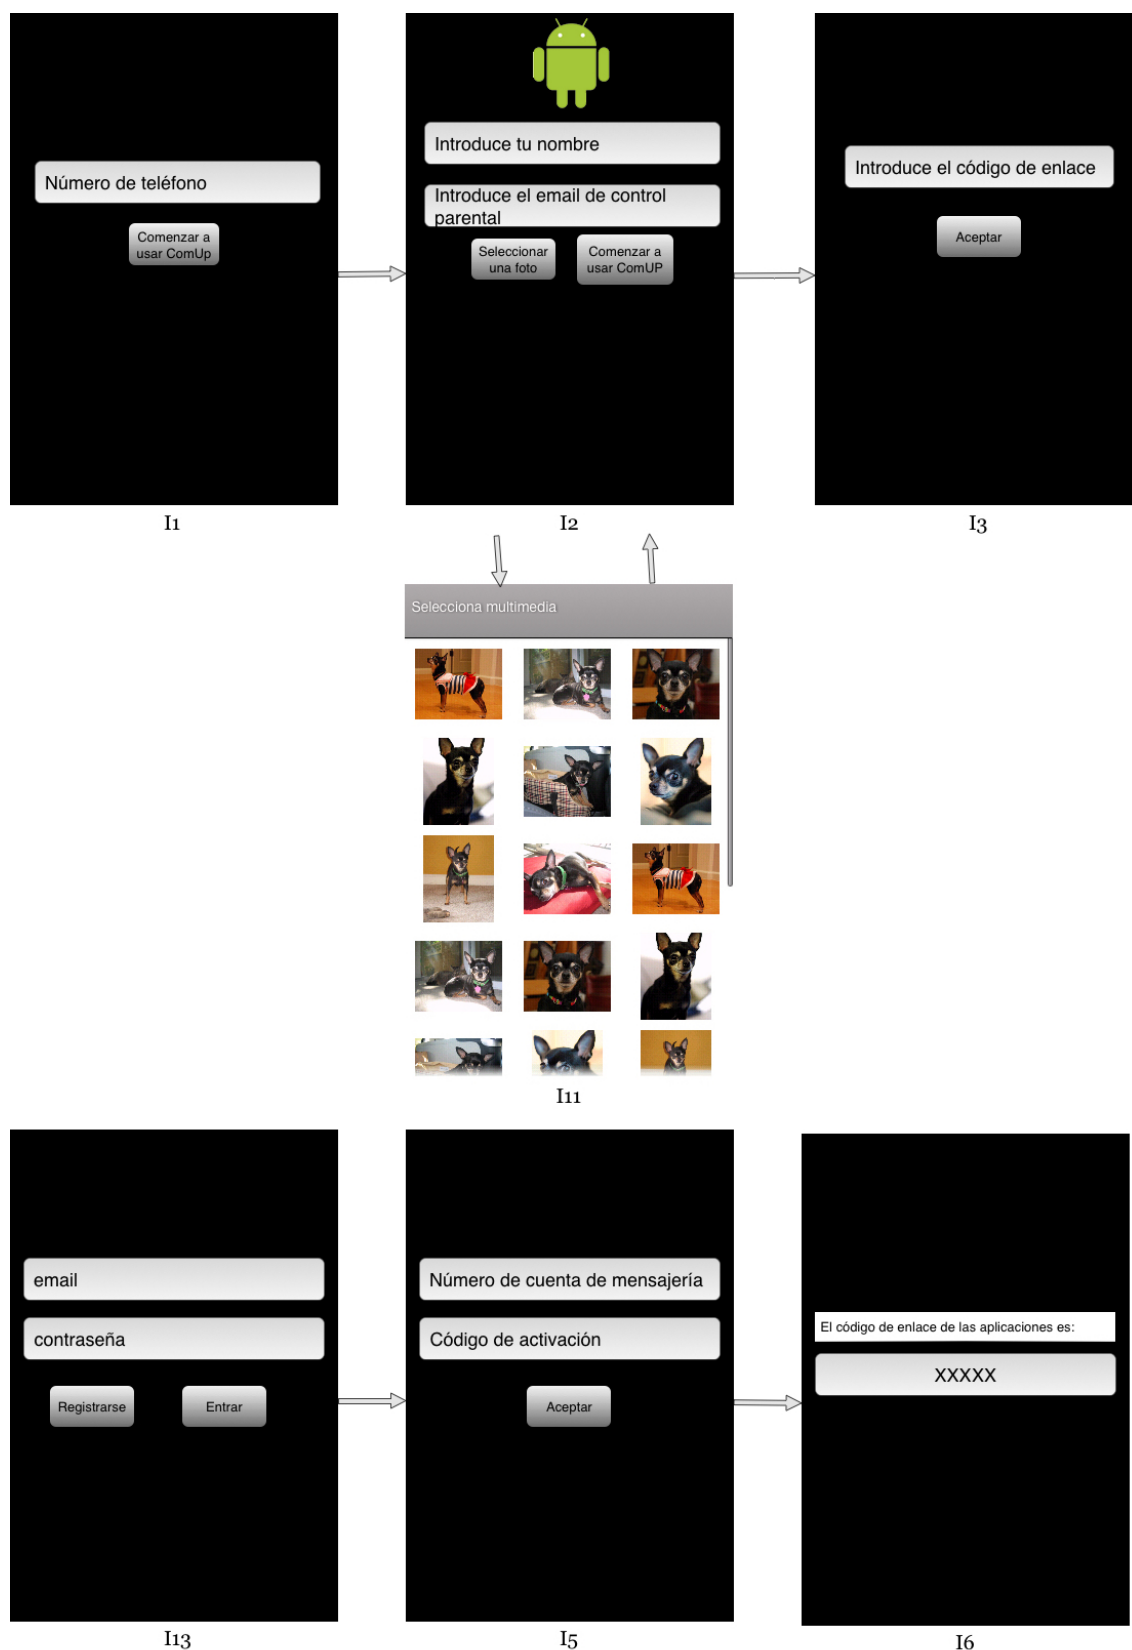 Número de teléfono
Comenzar a
usar ComUp
I1
Introduce tu nombre
Introduce el email de control
parental
Seleccionar
una foto
Comenzar a
usar ComUP
I2
Introduce el código de enlace
Aceptar
I3
Selecciona multimedia
I11
email
contraseña
Registrarse
Entrar
I13
Número de cuenta de mensajería
Código de activación
Aceptar
I5
El código de enlace de las aplicaciones es:
XXXXX
I6